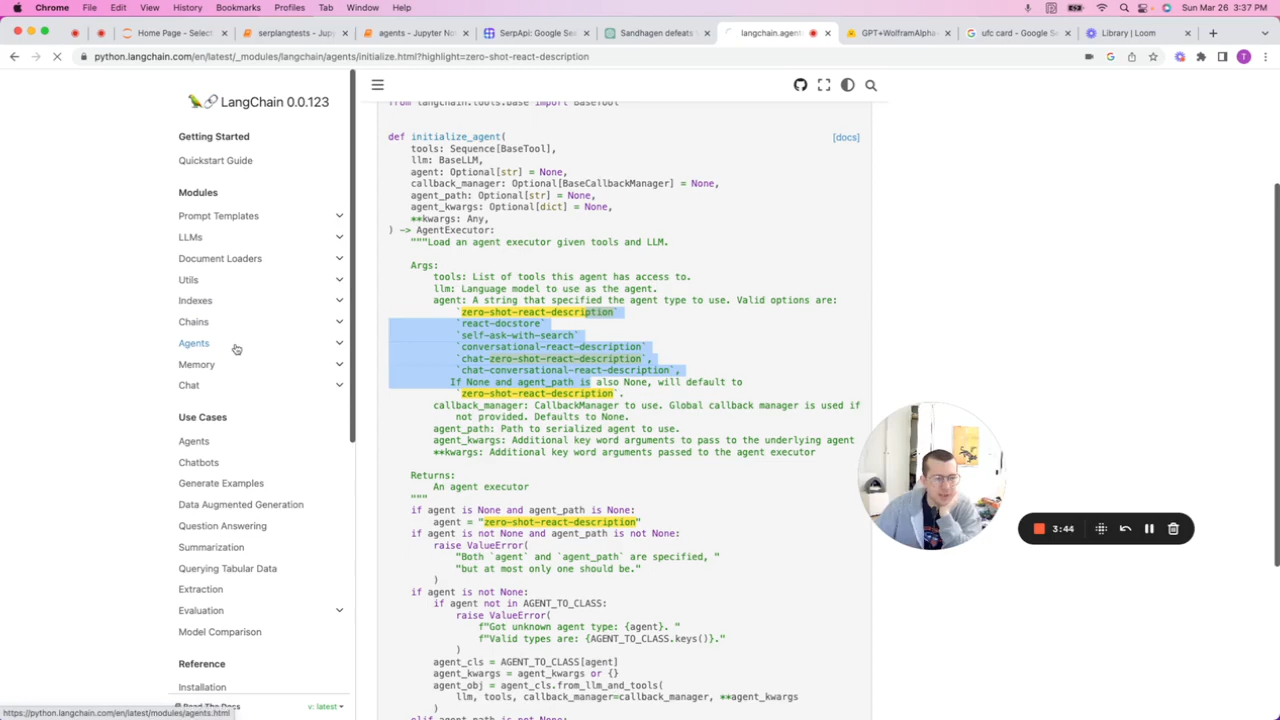 Chrome File Edit View History Bookmarks Profiles Tab Window Help
Sun Mar 26 3:37 PM
Home Page - Select
serplangtests - Jupy
agents - Jupyter No
SerpApi: Google Sea
Sandhagen defeats V
langchain.agent
GPT+WolframAlpha
ufc card - Google Se
Library | Loom
python.langchain.com/en/latest/_modules/langchain/agents/initialize.html?highlight=zero-shot-react-description
T
LangChain 0.0.123
Getting Started
Quickstart Guide
Modules
Prompt Templates
LLMs
Document Loaders
Utils
Indexes
Chains
Agents
Memory
Chat
Use Cases
Agents
Chatbots
Generate Examples
Data Augmented Generation
Question Answering
Summarization
Querying Tabular Data
Extraction
Evaluation
Model Comparison
Reference
Installation
Read The Docs
v: latest
https://python.langchain.com/en/latest/modules/agents.html
from langchain.tools.base import BaseTool
def initialize_agent(
[docs]
tools: Sequence[BaseTool],
llm: BaseLLM,
agent: Optional[str] = None,
callback_manager: Optional[BaseCallbackManager] = None,
agent_path: Optional[str] = None,
agent_kwargs: Optional[dict] = None,
**kwargs: Any,
) -> AgentExecutor:
"""Load an agent executor given tools and LLM.
Args:
tools: List of tools this agent has access to.
llm: Language model to use as the agent.
agent: A string that specified the agent type to use. Valid options are:
`zero-shot-react-description`
`react-docstore`
`self-ask-with-search`
`conversational-react-description`
`chat-zero-shot-react-description`,
`chat-conversational-react-description`,
If None and agent_path is also None, will default to
`zero-shot-react-description`.
callback_manager: CallbackManager to use. Global callback manager is used if
not provided. Defaults to None.
agent_path: Path to serialized agent to use.
agent_kwargs: Additional key word arguments to pass to the underlying agent
**kwargs: Additional key word arguments passed to the agent executor
Returns:
An agent executor
"""
if agent is None and agent_path is None:
agent = "zero-shot-react-description"
if agent is not None and agent_path is not None:
raise ValueError(
"Both `agent` and `agent_path` are specified, "
"but at most only one should be."
)
if agent is not None:
if agent not in AGENT_TO_CLASS:
raise ValueError(
f"Got unknown agent type: {agent}. "
f"Valid types are: {AGENT_TO_CLASS.keys()}."
)
agent_cls = AGENT_TO_CLASS[agent]
agent_kwargs = agent_kwargs or {}
agent_obj = agent_cls.from_llm_and_tools(
llm, tools, callback_manager=callback_manager, **agent_kwargs
)
elif agent_path is not None:
3:44